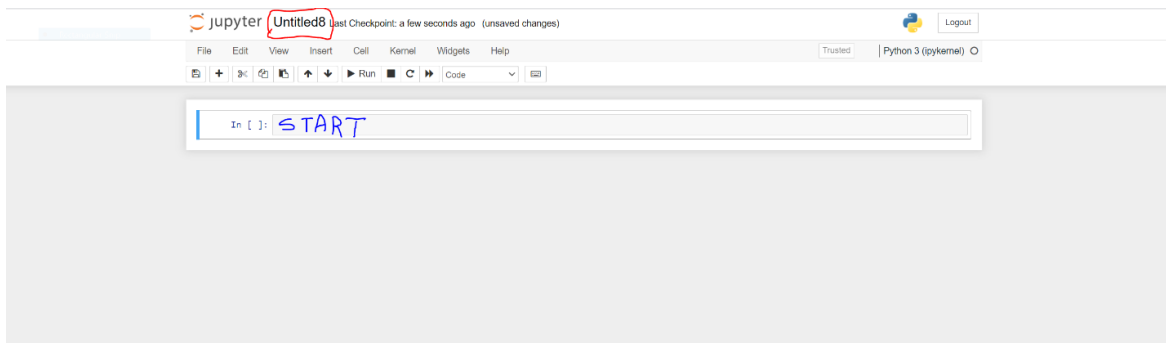 jupyter Untitled8 Last Checkpoint: a few seconds ago (unsaved changes) Logout
File Edit View Insert Cell Kernel Widgets Help Trusted Python 3 (ipykernel)
Run Code
In [ ]: START